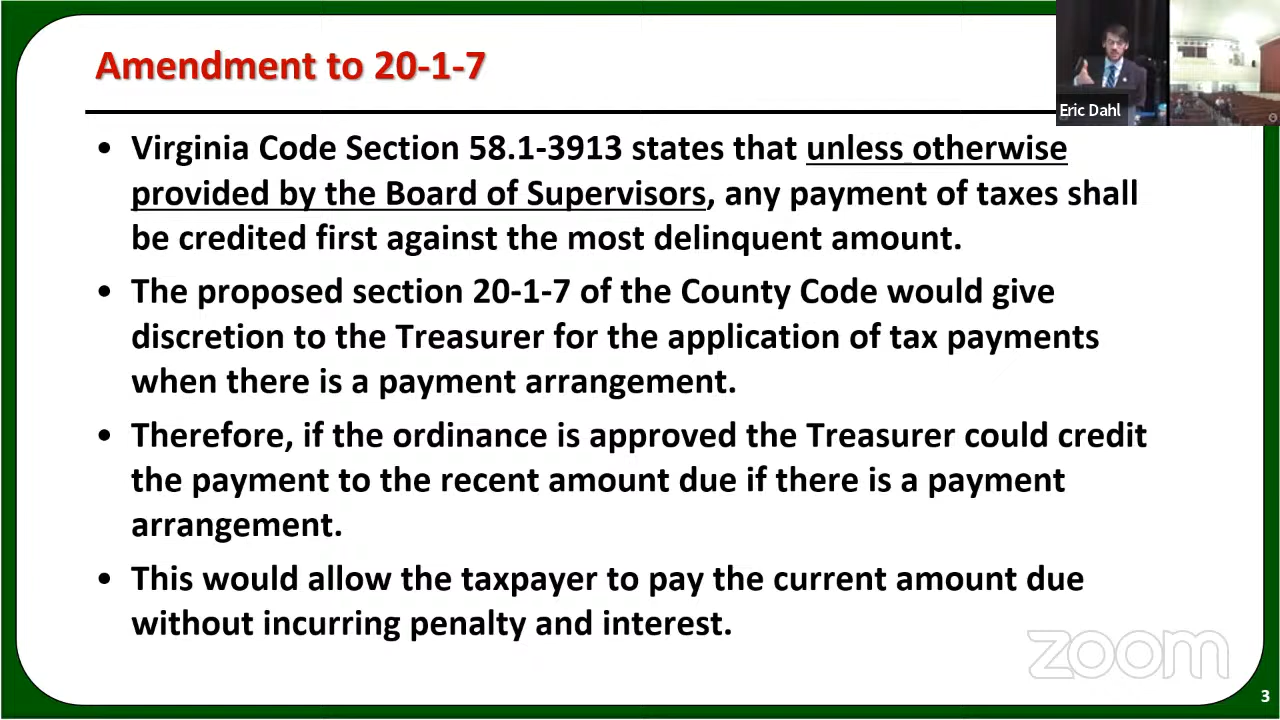 Amendment to 20-1-7
Eric Dahl
• Virginia Code Section 58.1-3913 states that unless otherwise
provided by the Board of Supervisors, any payment of taxes shall
be credited first against the most delinquent amount.
• The proposed section 20-1-7 of the County Code would give
discretion to the Treasurer for the application of tax payments
when there is a payment arrangement.
• Therefore, if the ordinance is approved the Treasurer could credit
the payment to the recent amount due if there is a payment
arrangement.
• This would allow the taxpayer to pay the current amount due
without incurring penalty and interest.
zoom
3